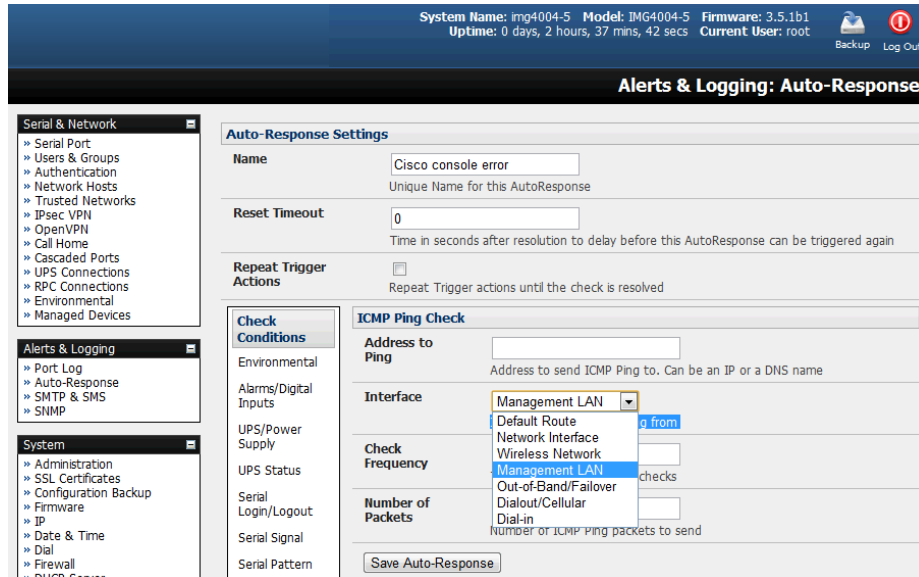 System Name: img4004-5 Model: IMG4004-5 Firmware: 3.5.1b1
Uptime: 0 days, 2 hours, 37 mins, 42 secs Current User: root
Backup
Log Ou
Alerts & Logging: Auto-Response
Serial & Network
» Serial Port
» Users & Groups
» Authentication
» Network Hosts
» Trusted Networks
» IPsec VPN
» OpenVPN
» Call Home
» Cascaded Ports
» UPS Connections
» RPC Connections
» Environmental
» Managed Devices
Alerts & Logging
» Port Log
» Auto-Response
» SMTP & SMS
» SNMP
System
» Administration
» SSL Certificates
» Configuration Backup
» Firmware
» IP
» Date & Time
» Dial
» Firewall
» DHCP Server
Auto-Response Settings
Name
Cisco console error
Unique Name for this AutoResponse
Reset Timeout
0
Time in seconds after resolution to delay before this AutoResponse can be triggered again
Repeat Trigger
Actions
Repeat Trigger actions until the check is resolved
Check
Conditions
Environmental
Alarms/Digital
Inputs
UPS/Power
Supply
UPS Status
Serial
Login/Logout
Serial Signal
Serial Pattern
ICMP Ping Check
Address to
Ping
Address to send ICMP Ping to. Can be an IP or a DNS name
Interface
Management LAN
Default Route
g from
Network Interface
Wireless Network
Management LAN
Out-of-Band/Failover
Dialout/Cellular
Dial-in
Check
Frequency
checks
Number of
Packets
Number of ICMP Ping packets to send
Save Auto-Response